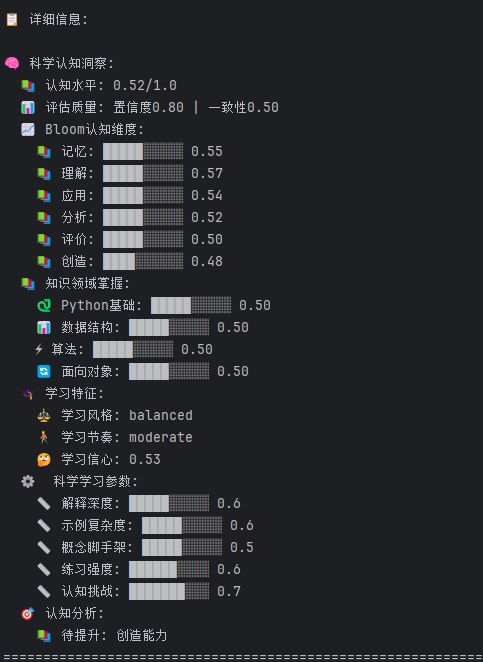 详细信息:
科学认知洞察:
认知水平: 0.52/1.0
评估质量: 置信度0.80 | 一致性0.50
Bloom认知维度:
记忆: 0.55
理解: 0.57
应用: 0.54
分析: 0.52
评价: 0.50
创造: 0.48
知识领域掌握:
Python基础: 0.50
数据结构: 0.50
算法: 0.50
面向对象: 0.50
学习特征:
学习风格: balanced
学习节奏: moderate
学习信心: 0.53
科学学习参数:
解释深度: 0.6
示例复杂度: 0.6
概念脚手架: 0.5
练习强度: 0.6
认知挑战: 0.7
认知分析:
待提升: 创造能力